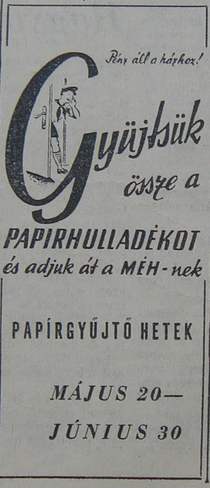 Pénz áll a házhoz!
Gyüjtsük
össze a
PAPIRHULLADÉKOT
és adjuk át a MÉH-nek
PAPÍRGYŰJTŐ HETEK
MÁJUS 20—
JÚNIUS 30